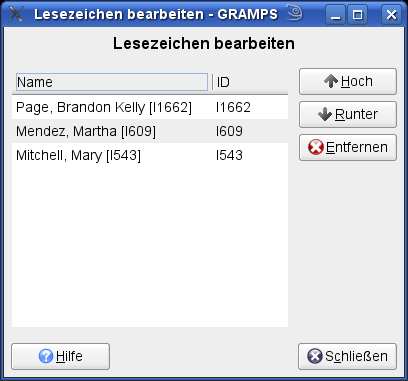 Lesezeichen bearbeiten - GRAMPS
Lesezeichen bearbeiten
Name ID
Page, Brandon Kelly [I1662] I1662
Mendez, Martha [I609] I609
Mitchell, Mary [I543] I543
Hoch
Runter
Entfernen
Hilfe
Schließen